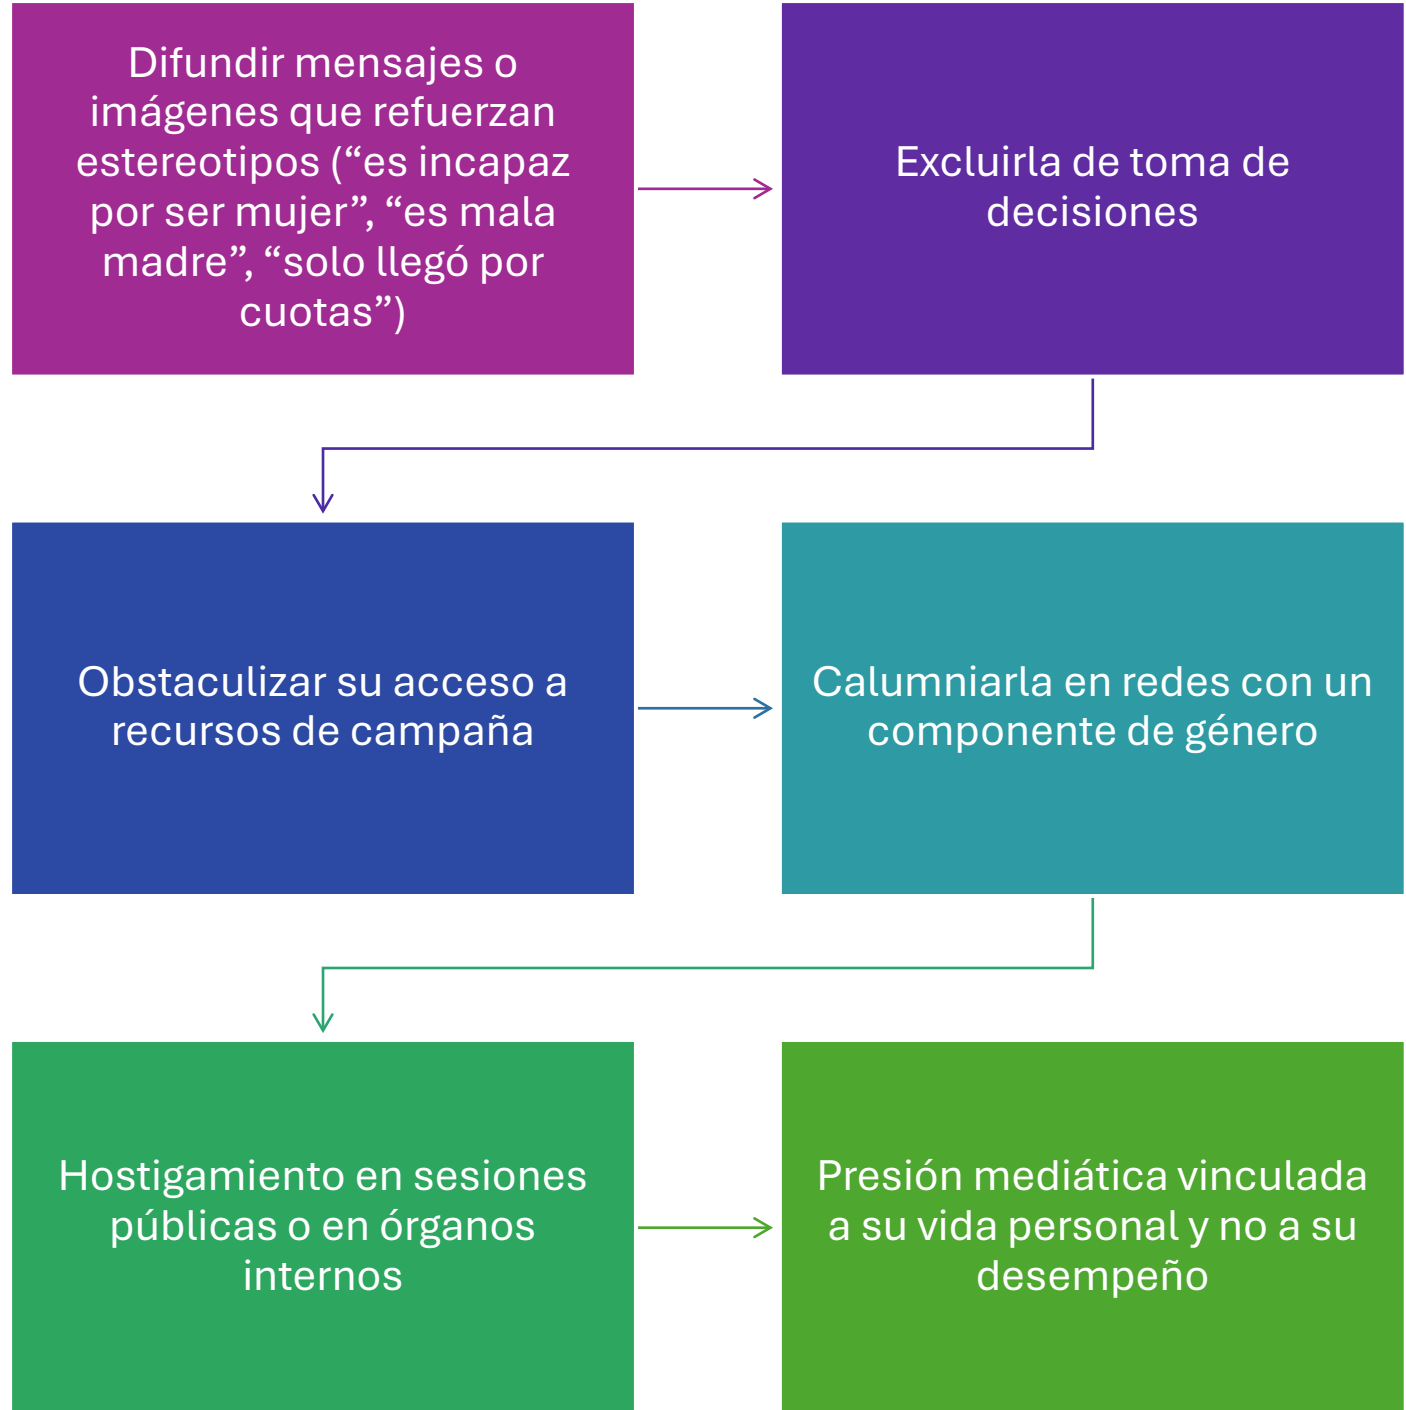 Difundir mensajes o
imágenes que refuerzan
estereotipos (“es incapaz
por ser mujer”, “es mala
madre”, “solo llegó por
cuotas”)
Excluirla de toma de
decisiones
Obstaculizar su acceso a
recursos de campaña
Calumniarla en redes con un
componente de género
Hostigamiento en sesiones
públicas o en órganos
internos
Presión mediática vinculada
a su vida personal y no a su
desempeño